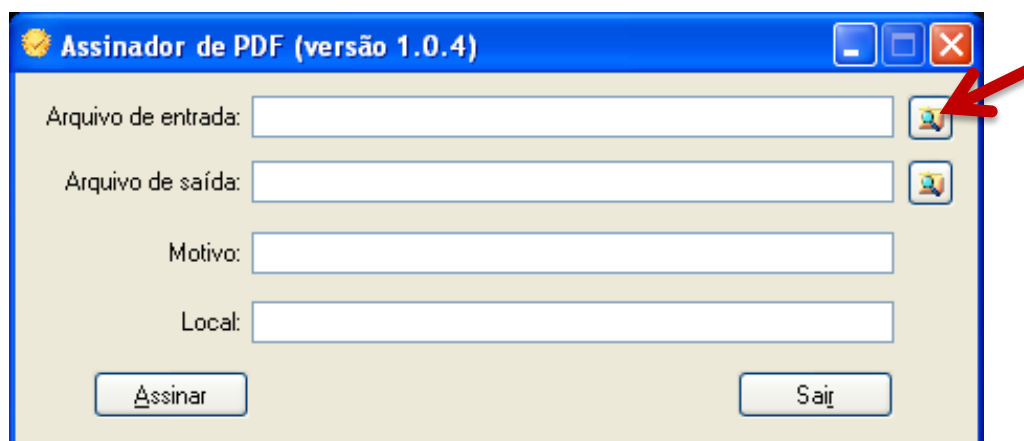 Assinador de PDF (versão 1.0.4)
Arquivo de entrada:
Arquivo de saída:
Motivo:
Local:
Assinar
Sair